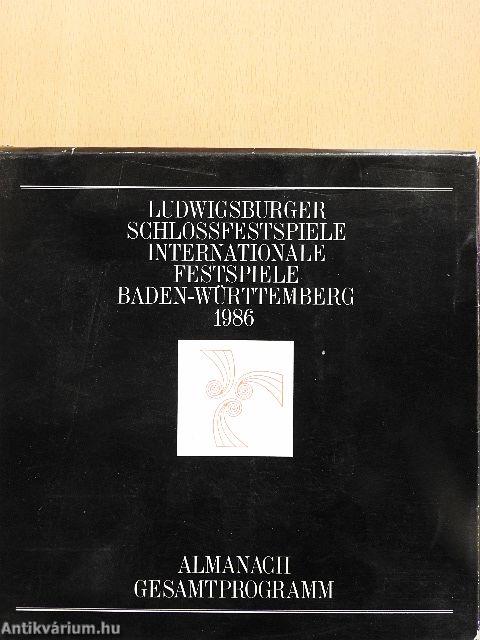 LUDWIGSBURGER
SCHLOSSFESTSPIELE
INTERNATIONALE
FESTSPIELE
BADEN-WÜRTTEMBERG
1986
ALMANACH
GESAMTPROGRAMM
Antikvárium.hu